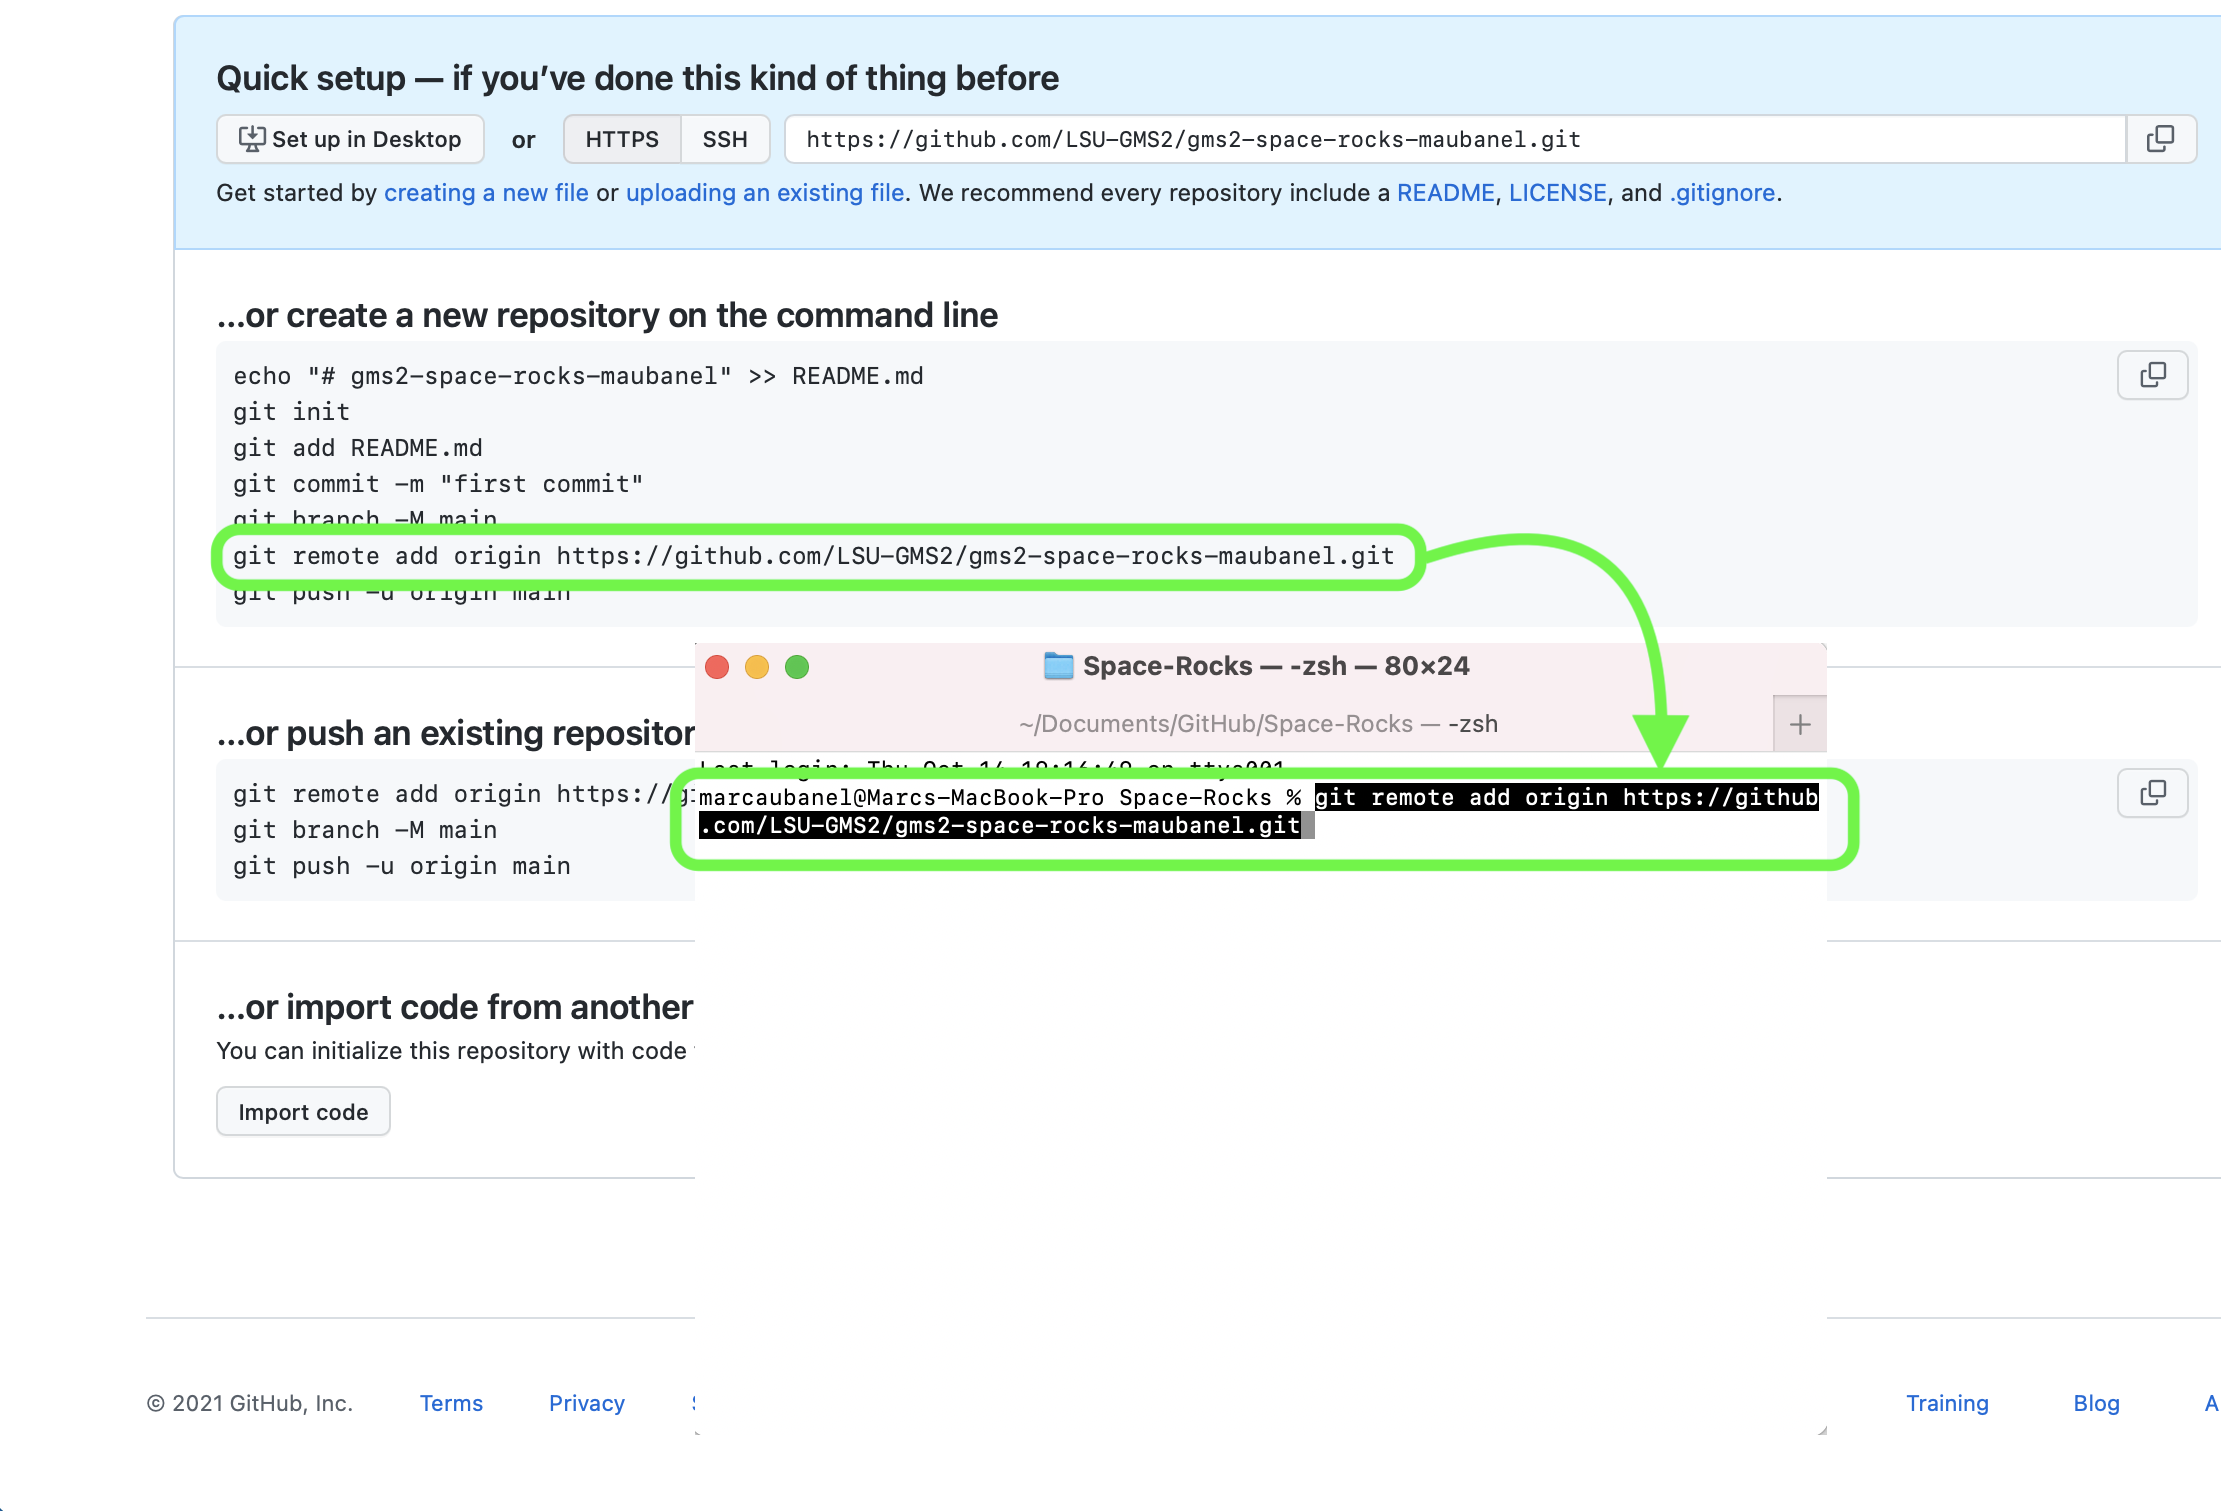 Quick setup — if you've done this kind of thing before
Set up in Desktop or HTTPS SSH https://github.com/LSU-GMS2/gms2-space-rocks-maubanel.git
Get started by creating a new file or uploading an existing file. We recommend every repository include a README, LICENSE, and .gitignore.
...or create a new repository on the command line
echo "# gms2-space-rocks-maubanel" >> README.md
git init
git add README.md
git commit -m "first commit"
git branch -M main
git remote add origin https://github.com/LSU-GMS2/gms2-space-rocks-maubanel.git
git push -u origin main
...or push an existing repositor
git remote add origin https://gi
git branch -M main
git push -u origin main
...or import code from another
You can initialize this repository with code
Import code
Space-Rocks — -zsh — 80×24
~/Documents/GitHub/Space-Rocks — -zsh
+
Last login: Thu Oct 14 on
marcaubanel@Marcs-MacBook-Pro Space-Rocks % git remote add origin https://github
.com/LSU-GMS2/gms2-space-rocks-maubanel.git
© 2021 GitHub, Inc. Terms Privacy Training Blog A